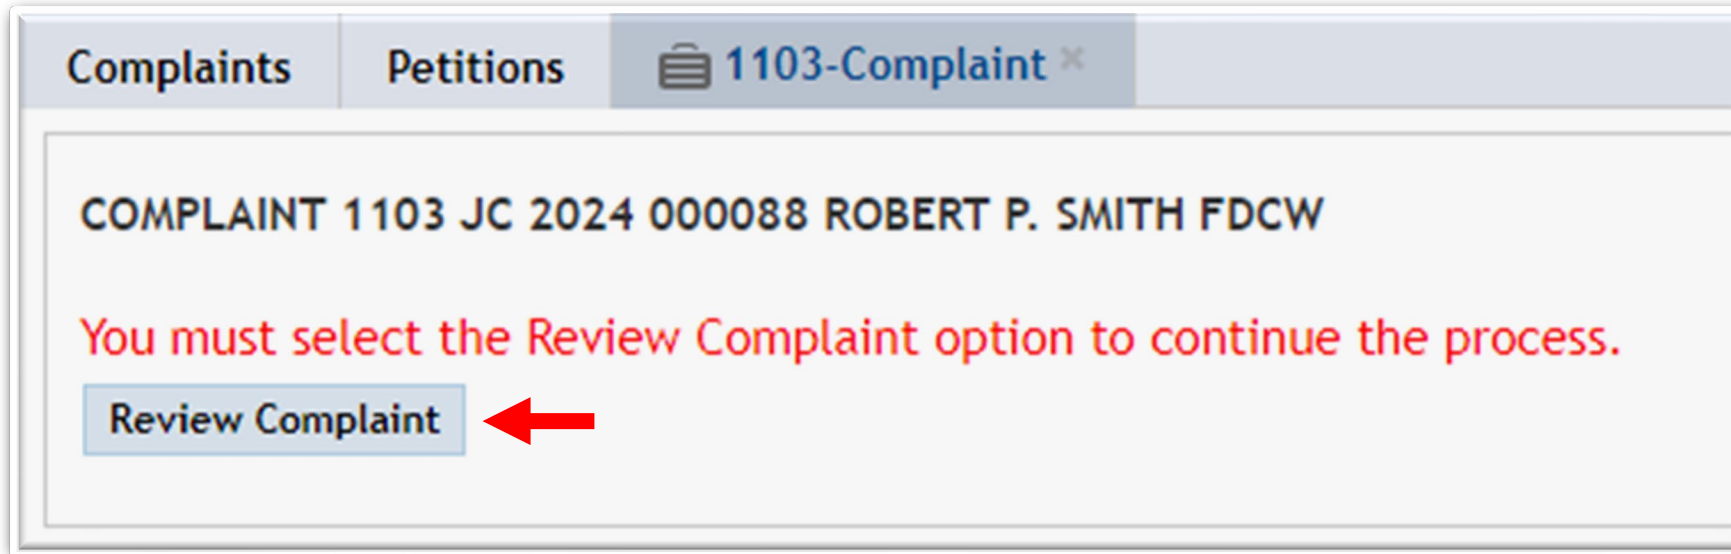 Complaints Petitions 1103-Complaint ×
COMPLAINT 1103 JC 2024 000088 ROBERT P. SMITH FDCW
You must select the Review Complaint option to continue the process.
Review Complaint